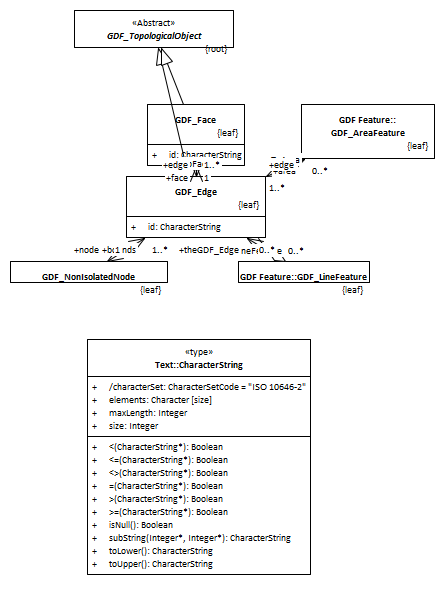 «Abstract»
GDF_TopologicalObject
{root}
GDF_Face
{leaf}
+ id: CharacterString
GDF Feature::
GDF_AreaFeature
{leaf}
+edge 1..*
+edge
0..*
+face 1
1..*
GDF_Edge
{leaf}
+ id: CharacterString
+node 1 nds 1..*
+theGDF_Edge 0..* e 0..*
GDF_NonIsolatedNode
{leaf}
GDF Feature::GDF_LineFeature
{leaf}
«type»
Text::CharacterString
+ /characterSet: CharacterSetCode = "ISO 10646-2"
+ elements: Character [size]
+ maxLength: Integer
+ size: Integer
+ <(CharacterString*): Boolean
+ <=(CharacterString*): Boolean
+ <>(CharacterString*): Boolean
+ =(CharacterString*): Boolean
+ >(CharacterString*): Boolean
+ >=(CharacterString*): Boolean
+ isNull(): Boolean
+ subString(Integer*, Integer*): CharacterString
+ toLower(): CharacterString
+ toUpper(): CharacterString